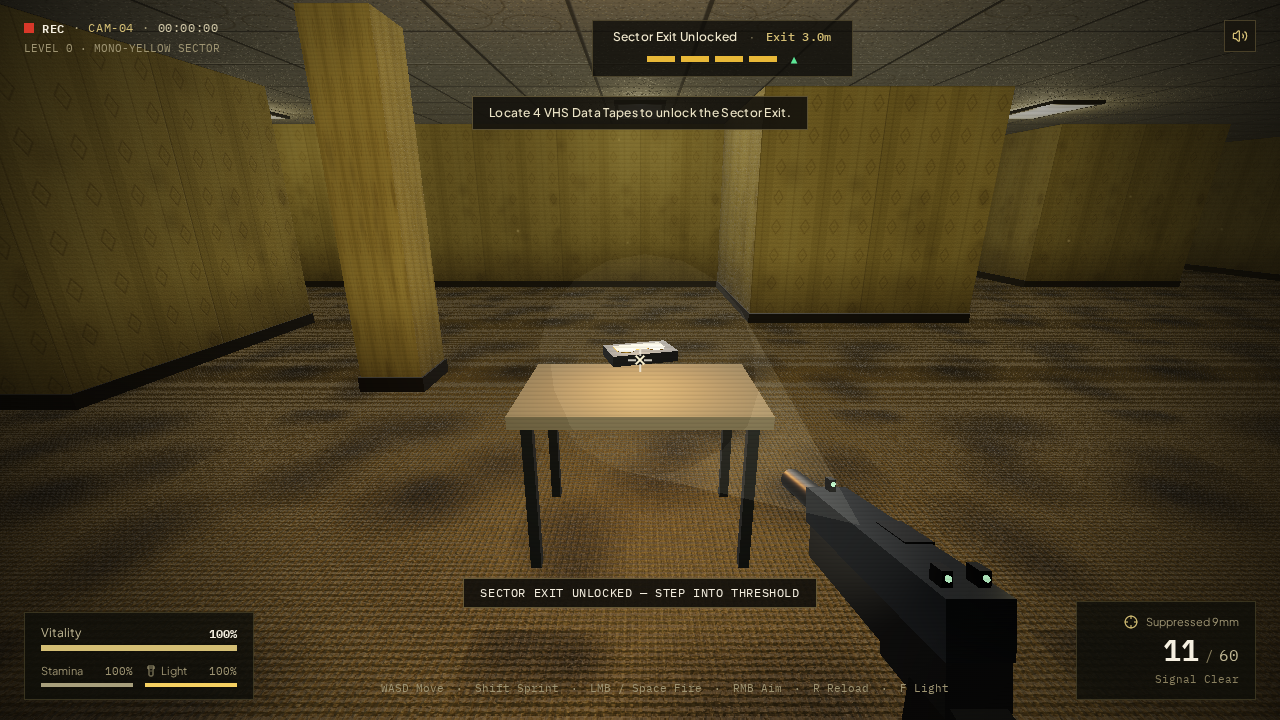 REC · CAM-04 · 00:00:00
LEVEL 0 · MONO-YELLOW SECTOR
Sector Exit Unlocked · Exit 3.0m
Locate 4 VHS Data Tapes to unlock the Sector Exit.
SECTOR EXIT UNLOCKED — STEP INTO THRESHOLD
Vitality 100%
Stamina 100% Light 100%
WASD Move · Shift Sprint · LMB / Space Fire · RMB Aim · R Reload · F Light
Suppressed 9mm
11 / 60
Signal Clear